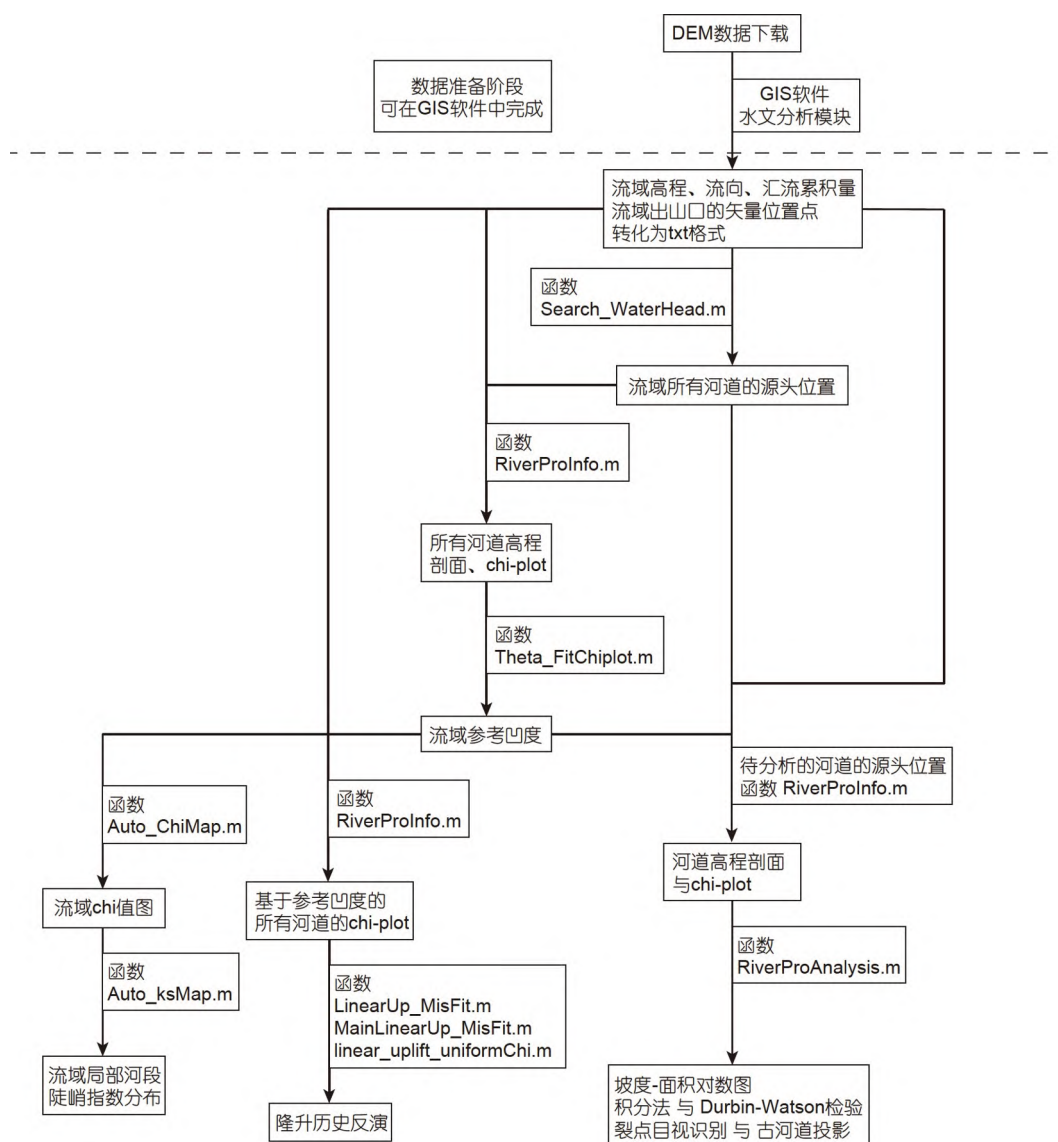 DEM数据下载
数据准备阶段
可在GIS软件中完成
GIS软件
水文分析模块
流域高程、流向、汇流累积量
流域出山口的矢量位置点
转化为txt格式
函数
Search_WaterHead.m
流域所有河道的源头位置
函数
RiverProInfo.m
所有河道高程
剖面、chi-plot
函数
Theta_FitChiplot.m
流域参考凹度
待分析的河道的源头位置
函数 RiverProInfo.m
函数
Auto_ChiMap.m
函数
RiverProInfo.m
河道高程剖面
与chi-plot
流域chi值图
基于参考凹度的
所有河道的chi-plot
函数
RiverProAnalysis.m
函数
Auto_ksMap.m
函数
LinearUp_MisFit.m
MainLinearUp_MisFit.m
linear_uplift_uniformChi.m
流域局部河段
陡峭指数分布
隆升历史反演
坡度-面积对数图
积分法 与 Durbin-Watson检验
裂点目视识别 与 古河道投影